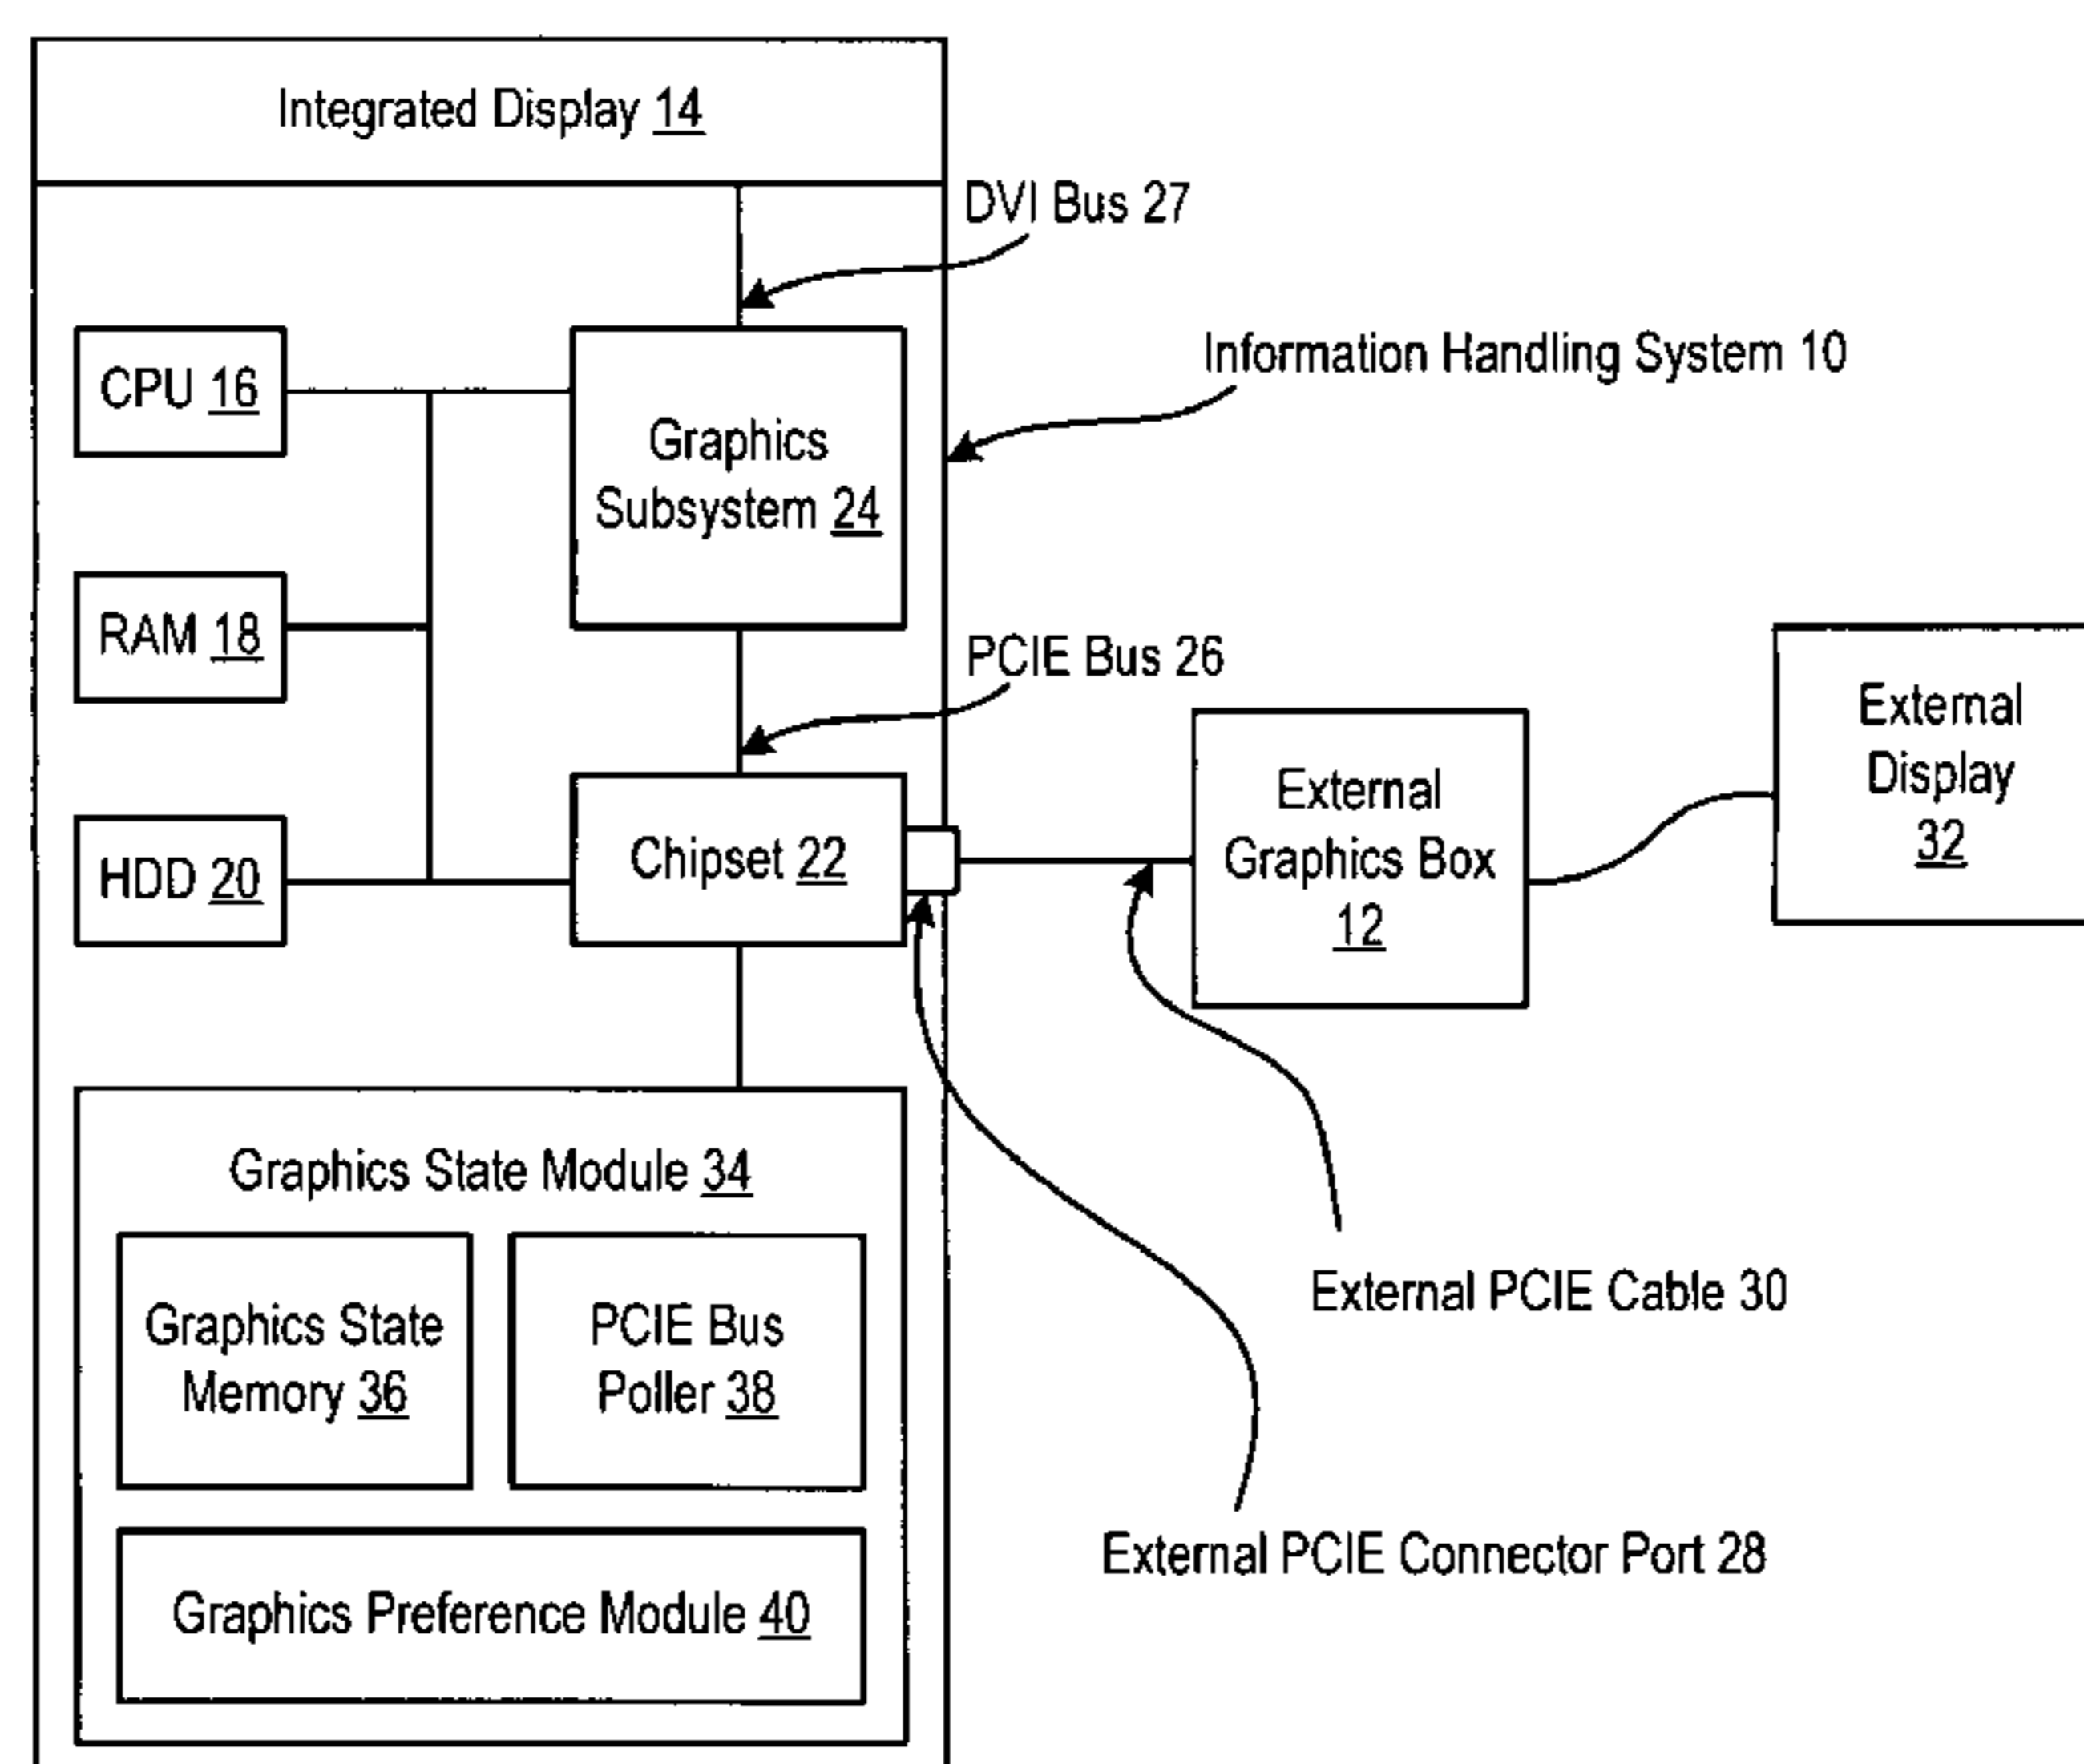 Integrated Display 14
DVI Bus 27
Information Handling System 10
CPU 16
Graphics
Subsystem 24
RAM 18
PCIE Bus 26
HDD 20
Chipset 22
External
Graphics Box
12
External
Display
32
Graphics State Module 34
Graphics State
Memory 36
PCIE Bus
Poller 38
Graphics Preference Module 40
External PCIE Cable 30
External PCIE Connector Port 28